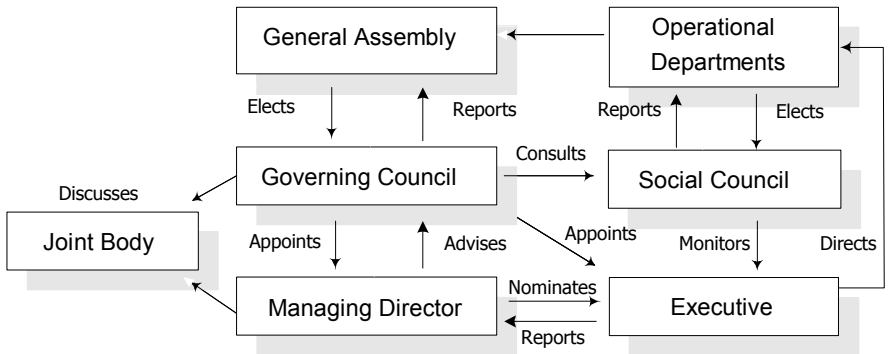 General Assembly
Operational
Departments
Elects
Reports
Reports
Elects
Governing Council
Consults
Social Council
Discusses
Joint Body
Appoints
Advises
Appoints
Monitors
Directs
Managing Director
Nominates
Executive
Reports